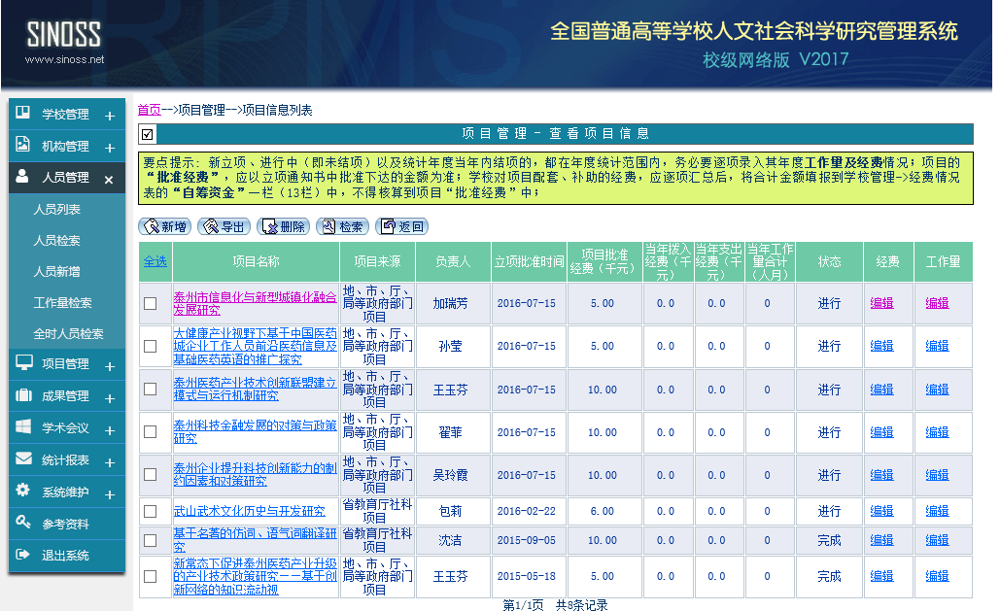 SINOSS
www.sinoss.net
全国普通高等学校人文社会科学研究管理系统
校级网络版 V2017
学校管理 +
机构管理 +
人员管理 ×
人员列表
人员检索
人员新增
工作量检索
全时人员检索
项目管理 +
成果管理 +
学术会议 +
统计报表 +
系统维护 +
参考资料
退出系统
首页-->项目管理-->项目信息列表
项目管理-查看项目信息
要点提示: 新立项、进行中（即未结项）以及统计年度当年内结项的，都在年度统计范围内，务必要逐项录入其年度工作量及经费情况；项目的
“批准经费”，应以立项通知书中批准下达的金额为准；学校对项目配套、补助的经费，应逐项汇总后，将合计金额填报到学校管理->经费情况
表的“自筹资金”一栏（13栏）中，不得核算到项目“批准经费”中；
新增 导出 删除 检索 返回
全选 项目名称 项目来源 负责人 立项批准时间 项目批准经费（千元） 当年拨入经费（千元） 当年支出经费（千元） 当年工作量合计（人月） 状态 经费 工作量
泰州市信息化与新型城镇化融合发展研究 地、市、厅、局等政府部门项目 加瑞芳 2016-07-15 5.00 0.0 0.0 0 进行 编辑 编辑
大健康产业视野下基于中国医药城企业工作人员前沿医药信息及基础医药英语的推广探究 地、市、厅、局等政府部门项目 孙莹 2016-07-15 5.00 0.0 0.0 0 进行 编辑 编辑
泰州医药产业技术创新联盟建立模式与运行机制研究 地、市、厅、局等政府部门项目 王玉芬 2016-07-15 10.00 0.0 0.0 0 进行 编辑 编辑
泰州科技金融发展的对策与政策研究 地、市、厅、局等政府部门项目 翟菲 2016-07-15 10.00 0.0 0.0 0 进行 编辑 编辑
泰州企业提升科技创新能力的制约因素和对策研究 地、市、厅、局等政府部门项目 吴玲霞 2016-07-15 10.00 0.0 0.0 0 进行 编辑 编辑
武山武术文化历史与开发研究 省教育厅社科项目 包莉 2016-02-22 6.00 0.0 0.0 0 进行 编辑 编辑
基于名著的仿词、语气词翻译研究 省教育厅社科项目 沈洁 2015-09-05 10.00 0.0 0.0 0 完成 编辑 编辑
新常态下促进泰州医药产业升级的产业技术政策研究——基于创新网络的知识流动视 地、市、厅、局等政府部门项目 王玉芬 2015-05-18 5.00 0.0 0.0 0 完成 编辑 编辑
第1/1页 共8条记录